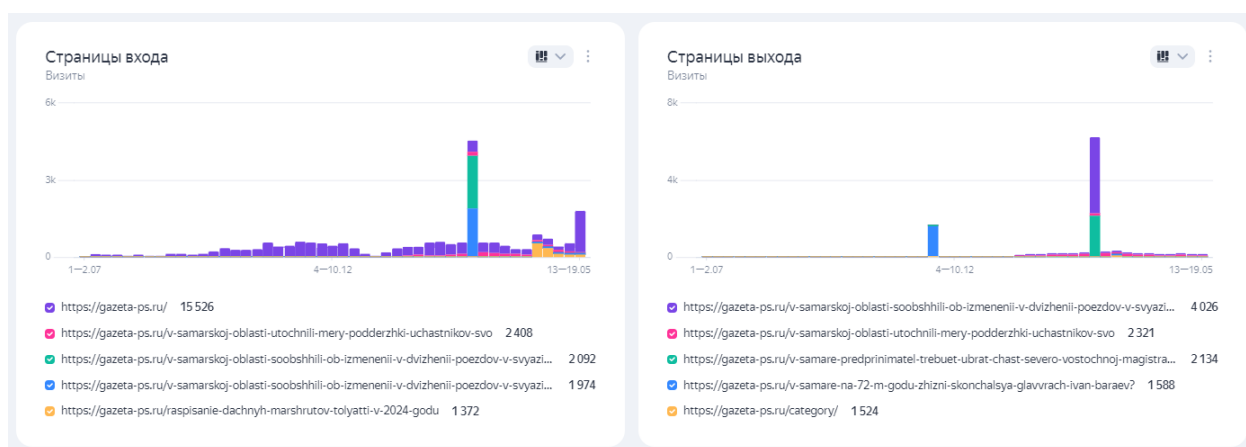 Страницы входа
Визиты
6k
3k
0
1—2.07
4—10.12
13—19.05
https://gazeta-ps.ru/ 15 526
https://gazeta-ps.ru/v-samarskoj-oblasti-utochnili-mery-podderzhki-uchastnikov-svo 2 408
https://gazeta-ps.ru/v-samarskoj-oblasti-soobshhili-ob-izmenenii-v-dvizhenii-poezdov-v-svyazi... 2 092
https://gazeta-ps.ru/v-samarskoj-oblasti-soobshhili-ob-izmenenii-v-dvizhenii-poezdov-v-svyazi... 1 974
https://gazeta-ps.ru/raspisanie-dachnyh-marshrutov-tolyatti-v-2024-godu 1 372
Страницы выхода
Визиты
8k
4k
0
1—2.07
4—10.12
13—19.05
https://gazeta-ps.ru/v-samarskoj-oblasti-soobshhili-ob-izmenenii-v-dvizhenii-poezdov-v-svyazi... 4 026
https://gazeta-ps.ru/v-samarskoj-oblasti-utochnili-mery-podderzhki-uchastnikov-svo 2 321
https://gazeta-ps.ru/v-samare-predprinimatel-trebuet-ubrat-chast-severo-vostochnoj-magistra... 2 134
https://gazeta-ps.ru/v-samare-na-72-m-godu-zhizni-skonchalsya-glavvrach-ivan-baraev? 1 588
https://gazeta-ps.ru/category/ 1 524